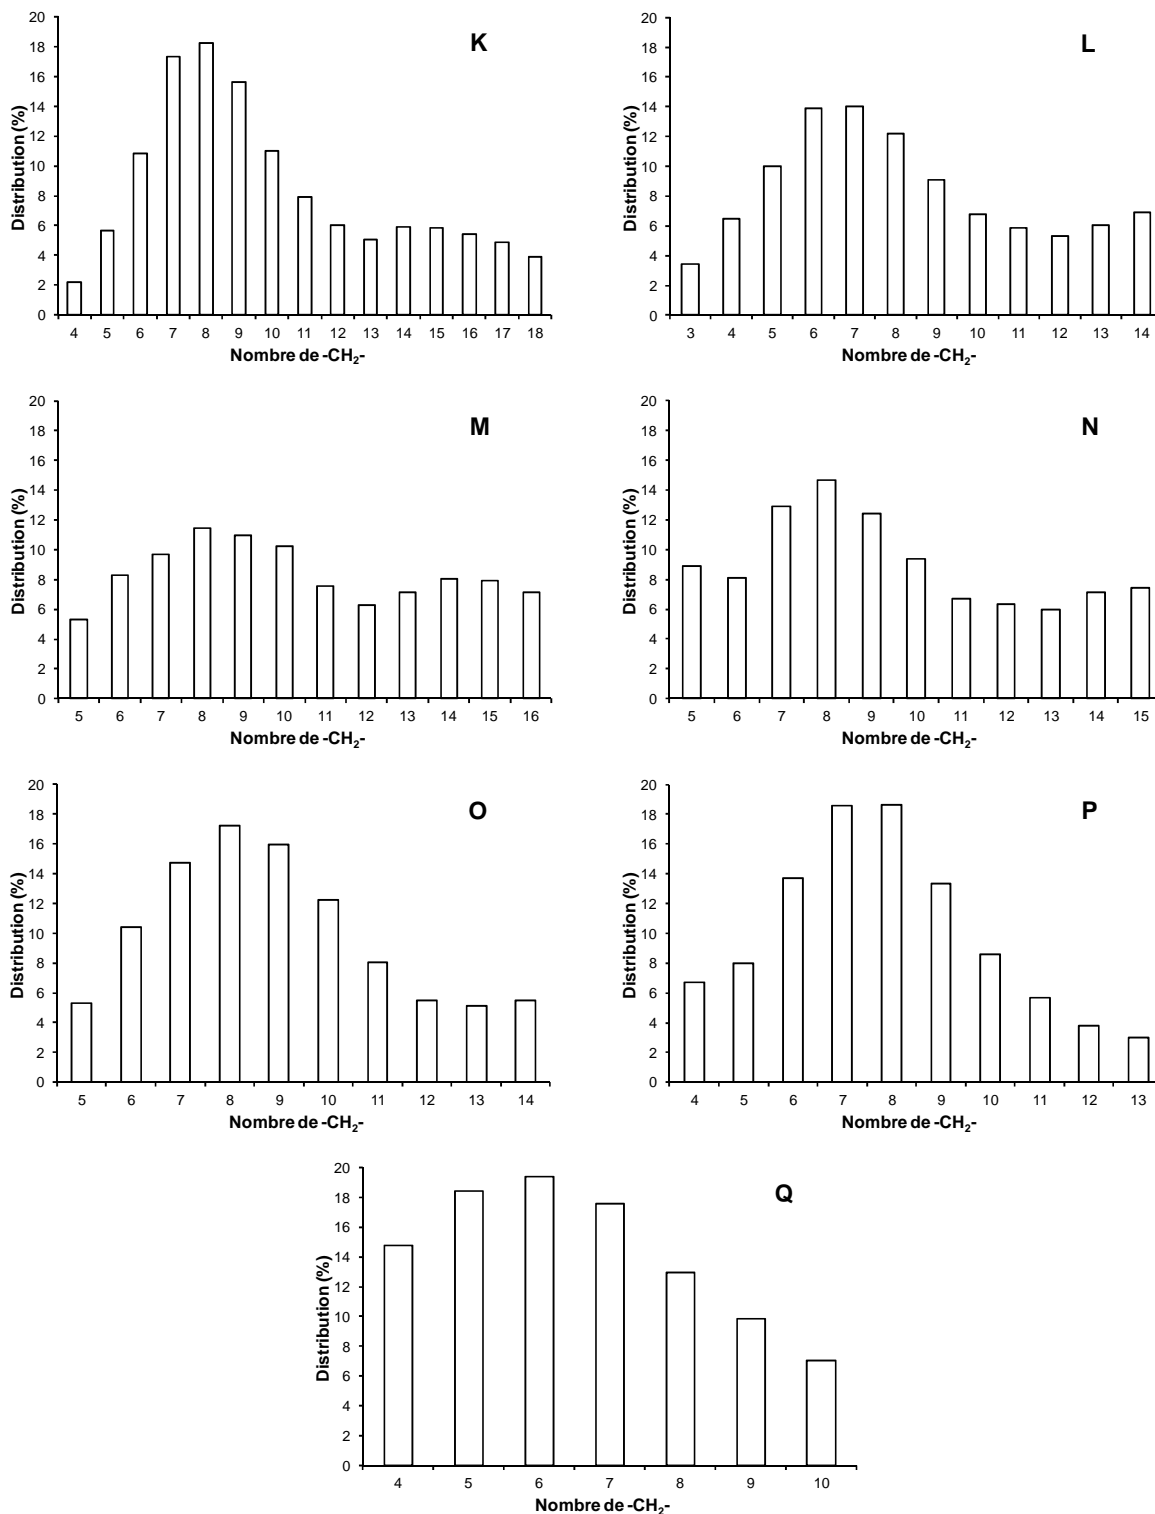 K
Distribution (%)
20
18
16
14
12
10
8
6
4
2
0
4 5 6 7 8 9 10 11 12 13 14 15 16 17 18
Nombre de -CH₂-
L
Distribution (%)
20
18
16
14
12
10
8
6
4
2
0
3 4 5 6 7 8 9 10 11 12 13 14
Nombre de -CH₂-
M
Distribution (%)
20
18
16
14
12
10
8
6
4
2
0
5 6 7 8 9 10 11 12 13 14 15 16
Nombre de -CH₂-
N
Distribution (%)
20
18
16
14
12
10
8
6
4
2
0
5 6 7 8 9 10 11 12 13 14 15
Nombre de -CH₂-
O
Distribution (%)
20
18
16
14
12
10
8
6
4
2
0
5 6 7 8 9 10 11 12 13 14
Nombre de -CH₂-
P
Distribution (%)
20
18
16
14
12
10
8
6
4
2
0
4 5 6 7 8 9 10 11 12 13
Nombre de -CH₂-
Q
Distribution (%)
20
18
16
14
12
10
8
6
4
2
0
4 5 6 7 8 9 10
Nombre de -CH₂-